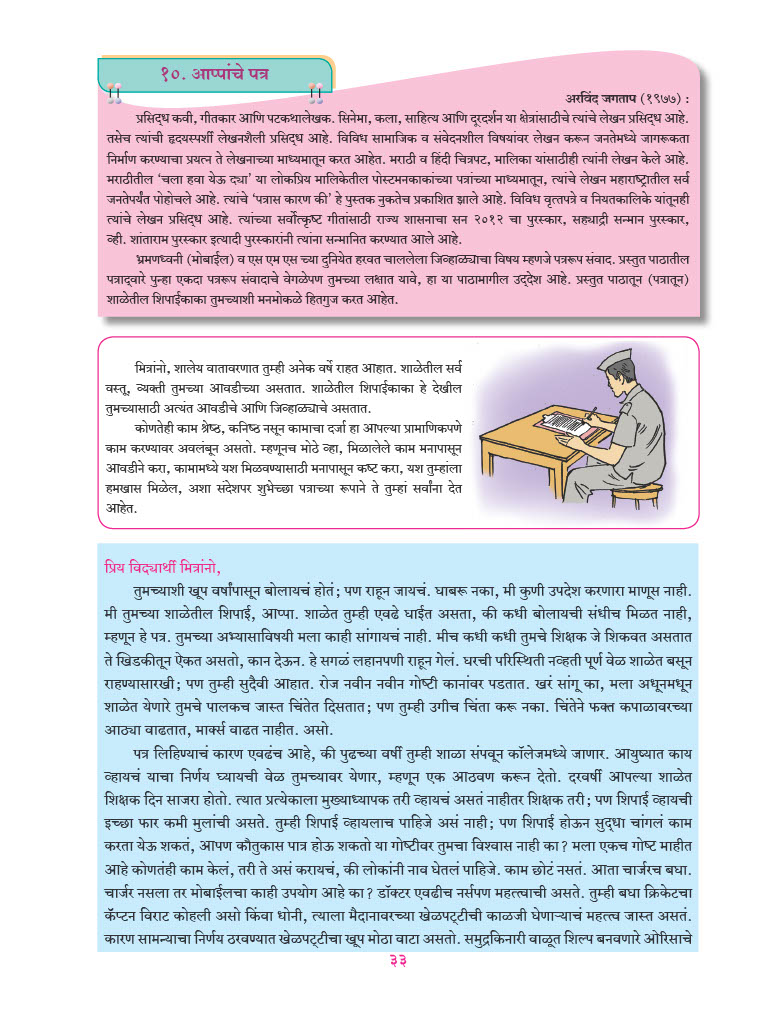 १०. आप्पांचे पत्र
अरविंद जगताप (१९७७) :
प्रसिद्ध कवी, गीतकार आणि पटकथालेखक. सिनेमा, कला, साहित्य आणि दूरदर्शन या क्षेत्रांसाठीचे त्यांचे लेखन प्रसिद्ध आहे.
तसेच त्यांची हृदयस्पर्शी लेखनशैली प्रसिद्ध आहे. विविध सामाजिक व संवेदनशील विषयांवर लेखन करून जनतेमध्ये जागरूकता
निर्माण करण्याचा प्रयत्न ते लेखनाच्या माध्यमातून करत आहेत. मराठी व हिंदी चित्रपट, मालिका यांसाठीही त्यांनी लेखन केले आहे.
मराठीतील ‘चला हवा येऊ द्या’ या लोकप्रिय मालिकेतील पोस्टमनकाकांच्या पत्रांच्या माध्यमातून, त्यांचे लेखन महाराष्ट्रातील सर्व
जनतेपर्यंत पोहोचले आहे. त्यांचे ‘पत्रास कारण की’ हे पुस्तक नुकतेच प्रकाशित झाले आहे. विविध वृत्तपत्रे व नियतकालिके यांतूनही
त्यांचे लेखन प्रसिद्ध आहे. त्यांच्या सर्वोत्कृष्ट गीतांसाठी राज्य शासनाचा सन २०१२ चा पुरस्कार, सह्याद्री सन्मान पुरस्कार,
व्ही. शांताराम पुरस्कार इत्यादी पुरस्कारांनी त्यांना सन्मानित करण्यात आले आहे.
भ्रमणध्वनी (मोबाईल) व एस एम एस च्या दुनियेत हरवत चाललेला जिव्हाळ्याचा विषय म्हणजे पत्ररूप संवाद. प्रस्तुत पाठातील
पत्राद्वारे पुन्हा एकदा पत्ररूप संवादाचे वेगळेपण तुमच्या लक्षात यावे, हा या पाठामागील उद्देश आहे. प्रस्तुत पाठातून (पत्रातून)
शाळेतील शिपाईकाका तुमच्याशी मनमोकळे हितगुज करत आहेत.
मित्रांनो, शालेय वातावरणात तुम्ही अनेक वर्षे राहत आहात. शाळेतील सर्व
वस्तू, व्यक्ती तुमच्या आवडीच्या असतात. शाळेतील शिपाईकाका हे देखील
तुमच्यासाठी अत्यंत आवडीचे आणि जिव्हाळ्याचे असतात.
कोणतेही काम श्रेष्ठ, कनिष्ठ नसून कामाचा दर्जा हा आपल्या प्रामाणिकपणे
काम करण्यावर अवलंबून असतो. म्हणूनच मोठे व्हा, मिळालेले काम मनापासून
आवडीने करा, कामामध्ये यश मिळवण्यासाठी मनापासून कष्ट करा, यश तुम्हांला
हमखास मिळेल, अशा संदेशपर शुभेच्छा पत्राच्या रूपाने ते तुम्हां सर्वांना देत
आहेत.
प्रिय विद्यार्थी मित्रांनो,
तुमच्याशी खूप वर्षांपासून बोलायचं होतं; पण राहून जायचं. घाबरू नका, मी कुणी उपदेश करणारा माणूस नाही.
मी तुमच्या शाळेतील शिपाई, आप्पा. शाळेत तुम्ही एवढे घाईत असता, की कधी बोलायची संधीच मिळत नाही,
म्हणून हे पत्र. तुमच्या अभ्यासाविषयी मला काही सांगायचं नाही. मीच कधी कधी तुमचे शिक्षक जे शिकवत असतात
ते खिडकीतून ऐकत असतो, कान देऊन. हे सगळं लहानपणी राहून गेलं. घरची परिस्थिती नव्हती पूर्ण वेळ शाळेत बसून
राहण्यासारखी; पण तुम्ही सुदैवी आहात. रोज नवीन नवीन गोष्टी कानांवर पडतात. खरं सांगू का, मला अधूनमधून
शाळेत येणारे तुमचे पालकच जास्त चिंतेत दिसतात; पण तुम्ही उगीच चिंता करू नका. चिंतेने फक्त कपाळावरच्या
आठ्या वाढतात, मार्क्स वाढत नाहीत. असो.
पत्र लिहिण्याचं कारण एवढंच आहे, की पुढच्या वर्षी तुम्ही शाळा संपवून कॉलेजमध्ये जाणार. आयुष्यात काय
व्हायचं याचा निर्णय घ्यायची वेळ तुमच्यावर येणार, म्हणून एक आठवण करून देतो. दरवर्षी आपल्या शाळेत
शिक्षक दिन साजरा होतो. त्यात प्रत्येकाला मुख्याध्यापक तरी व्हायचं असतं नाहीतर शिक्षक तरी; पण शिपाई व्हायची
इच्छा फार कमी मुलांची असते. तुम्ही शिपाई व्हायलाच पाहिजे असं नाही; पण शिपाई होऊन सुद्धा चांगलं काम
करता येऊ शकतं, आपण कौतुकास पात्र होऊ शकतो या गोष्टीवर तुमचा विश्वास नाही का? मला एकच गोष्ट माहीत
आहे कोणतंही काम केलं, तरी ते असं करायचं, की लोकांनी नाव घेतलं पाहिजे. काम छोटं नसतं. आता चार्जरच बघा.
चार्जर नसला तर मोबाईलचा काही उपयोग आहे का? डॉक्टर एवढीच नर्सपण महत्वाची असते. तुम्ही बघा क्रिकेटचा
कॅप्टन विराट कोहली असो किंवा धोनी, त्याला मैदानावरच्या खेळपट्टीची काळजी घेणाऱ्याचं महत्व जास्त असतं.
कारण सामन्याचा निर्णय ठरवण्यात खेळपट्टीचा खूप मोठा वाटा असतो. समुद्रकिनारी वाळूत शिल्प बनवणारे ओरिसाचे
३३